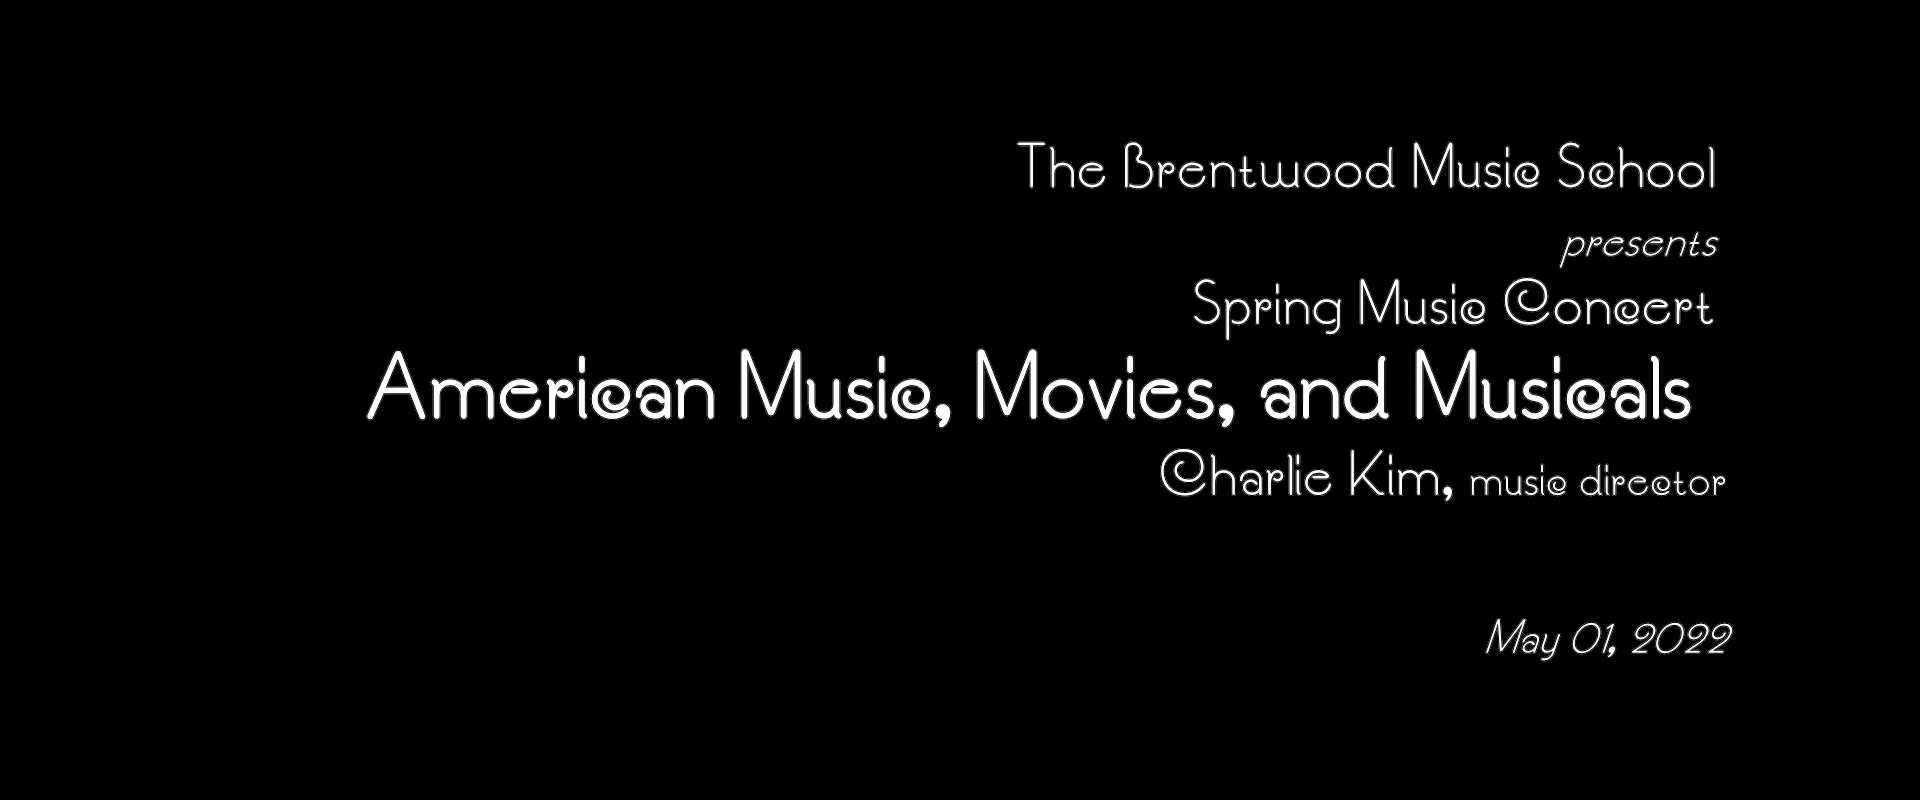 The Brentwood Music School
presents
Spring Music Concert
American Music, Movies, and Musicals
Charlie Kim, music director
May 01, 2022